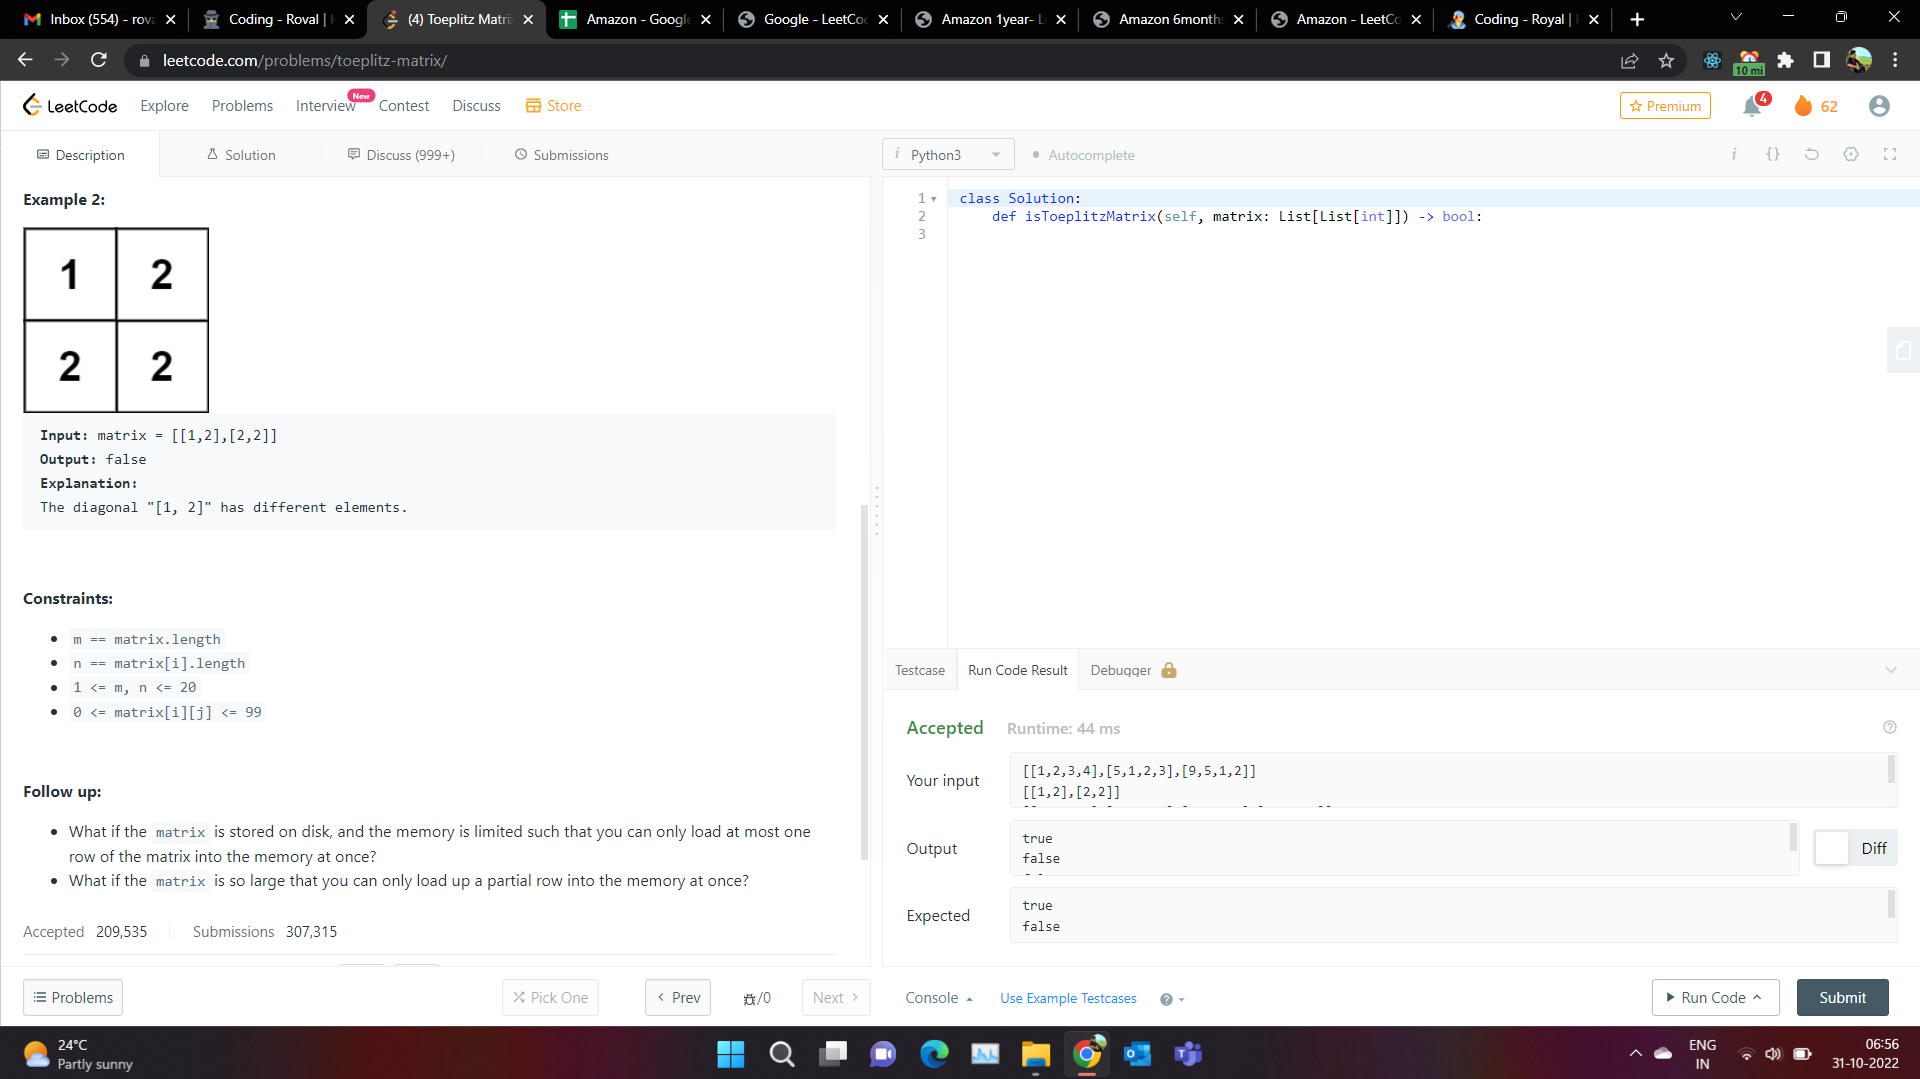 Inbox (554) - rova
Coding - Roval |
(4) Toeplitz Matri
Amazon - Google
Google - LeetCo
Amazon 1year- L
Amazon 6month
Amazon - LeetCo
Coding - Royal |
leetcode.com/problems/toeplitz-matrix/
10 mi
LeetCode
Explore
Problems
Interview
New
Contest
Discuss
Store
Premium
4
62
Description
Solution
Discuss (999+)
Submissions
i Python3
Autocomplete
i {}
Example 2:
1 2
2 2
Input: matrix = [[1,2],[2,2]]
Output: false
Explanation:
The diagonal "[1, 2]" has different elements.
Constraints:
m == matrix.length
n == matrix[i].length
1 <= m, n <= 20
0 <= matrix[i][j] <= 99
Follow up:
What if the matrix is stored on disk, and the memory is limited such that you can only load at most one
row of the matrix into the memory at once?
What if the matrix is so large that you can only load up a partial row into the memory at once?
Accepted 209,535 Submissions 307,315
Problems
Pick One
Prev
/0
Next
1 class Solution:
2 def isToeplitzMatrix(self, matrix: List[List[int]]) -> bool:
3
Testcase
Run Code Result
Debugger
Accepted Runtime: 44 ms
Your input
[[1,2,3,4],[5,1,2,3],[9,5,1,2]]
[[1,2],[2,2]]
Output
true
false
Diff
Expected
true
false
Console
Use Example Testcases
Run Code
Submit
24°C
Partly sunny
ENG
IN
06:56
31-10-2022